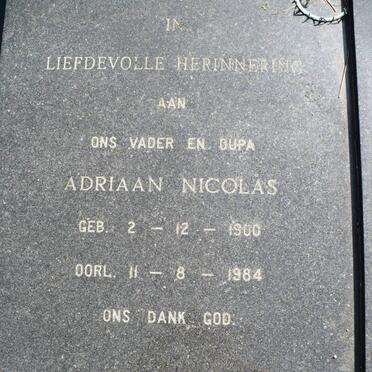 IN
LIEFDEVOLLE HERINNERING
AAN
ONS VADER EN OUPA
ADRIAAN NICOLAS
GEB. 2 - 12 - 1900
OORL. 11 - 8 - 1984
ONS DANK GOD.